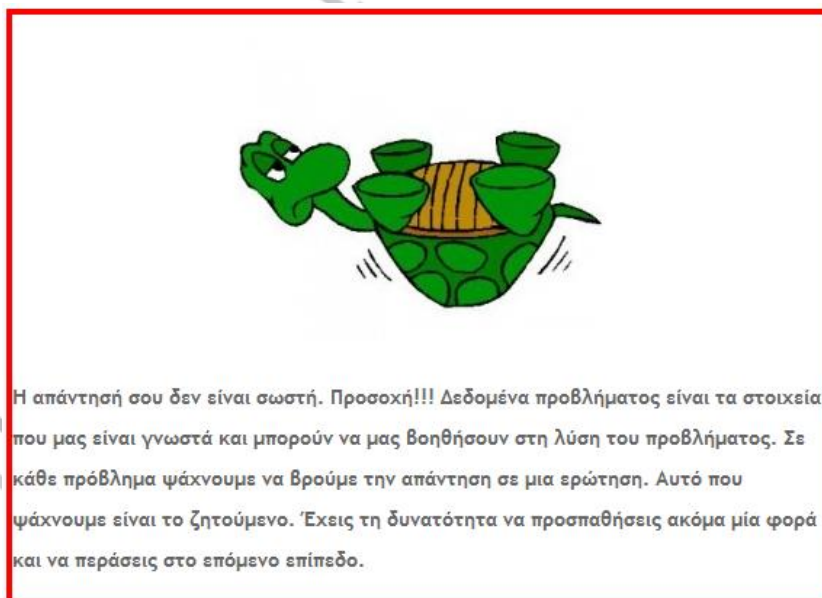 Η απάντησή σου δεν είναι σωστή. Προσοχή!!! Δεδομένα προβλήματος είναι τα στοιχεία
που μας είναι γνωστά και μπορούν να μας βοηθήσουν στη λύση του προβλήματος. Σε
κάθε πρόβλημα ψάχνουμε να βρούμε την απάντηση σε μια ερώτηση. Αυτό που
ψάχνουμε είναι το ζητούμενο. Έχεις τη δυνατότητα να προσπαθήσεις ακόμα μία φορά
και να περάσεις στο επόμενο επίπεδο.